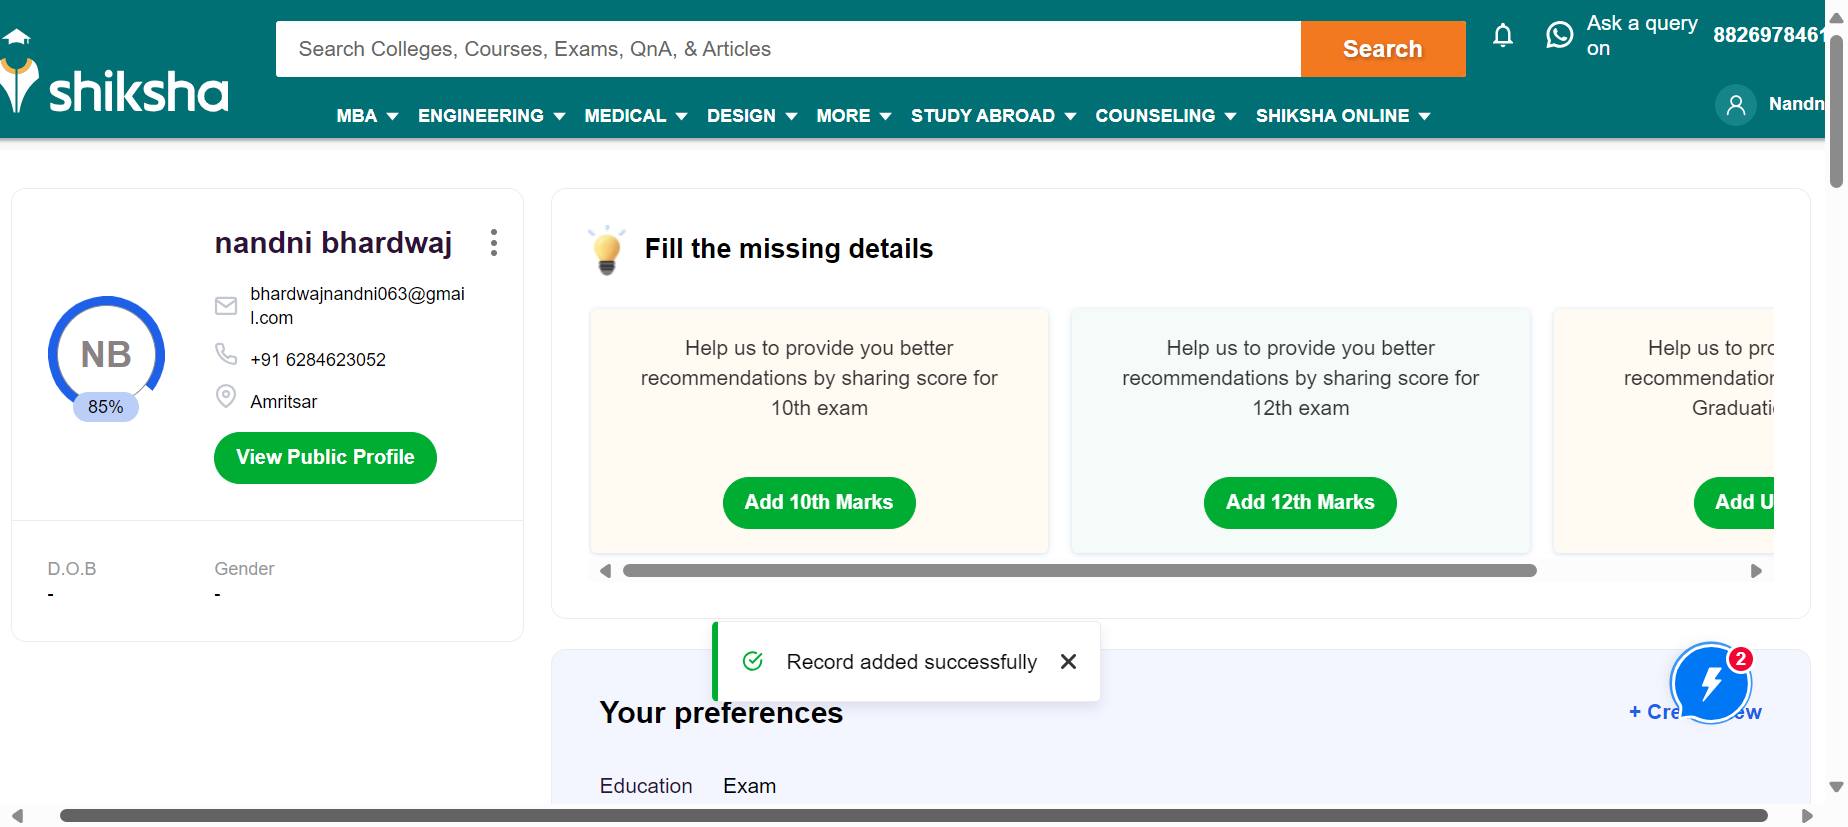 shiksha
Search Colleges, Courses, Exams, QnA, & Articles
Search
Ask a query
on
8826978461
MBA
ENGINEERING
MEDICAL
DESIGN
MORE
STUDY ABROAD
COUNSELING
SHIKSHA ONLINE
Nandn
nandni bhardwaj
bhardwajnandni063@gmai
l.com
+91 6284623052
Amritsar
NB
85%
View Public Profile
D.O.B
-
Gender
-
Fill the missing details
Help us to provide you better
recommendations by sharing score for
10th exam
Add 10th Marks
Help us to provide you better
recommendations by sharing score for
12th exam
Add 12th Marks
Help us to pro
recommendation
Graduati
Add U
Record added successfully
2
Your preferences
+ Cre
ew
Education
Exam